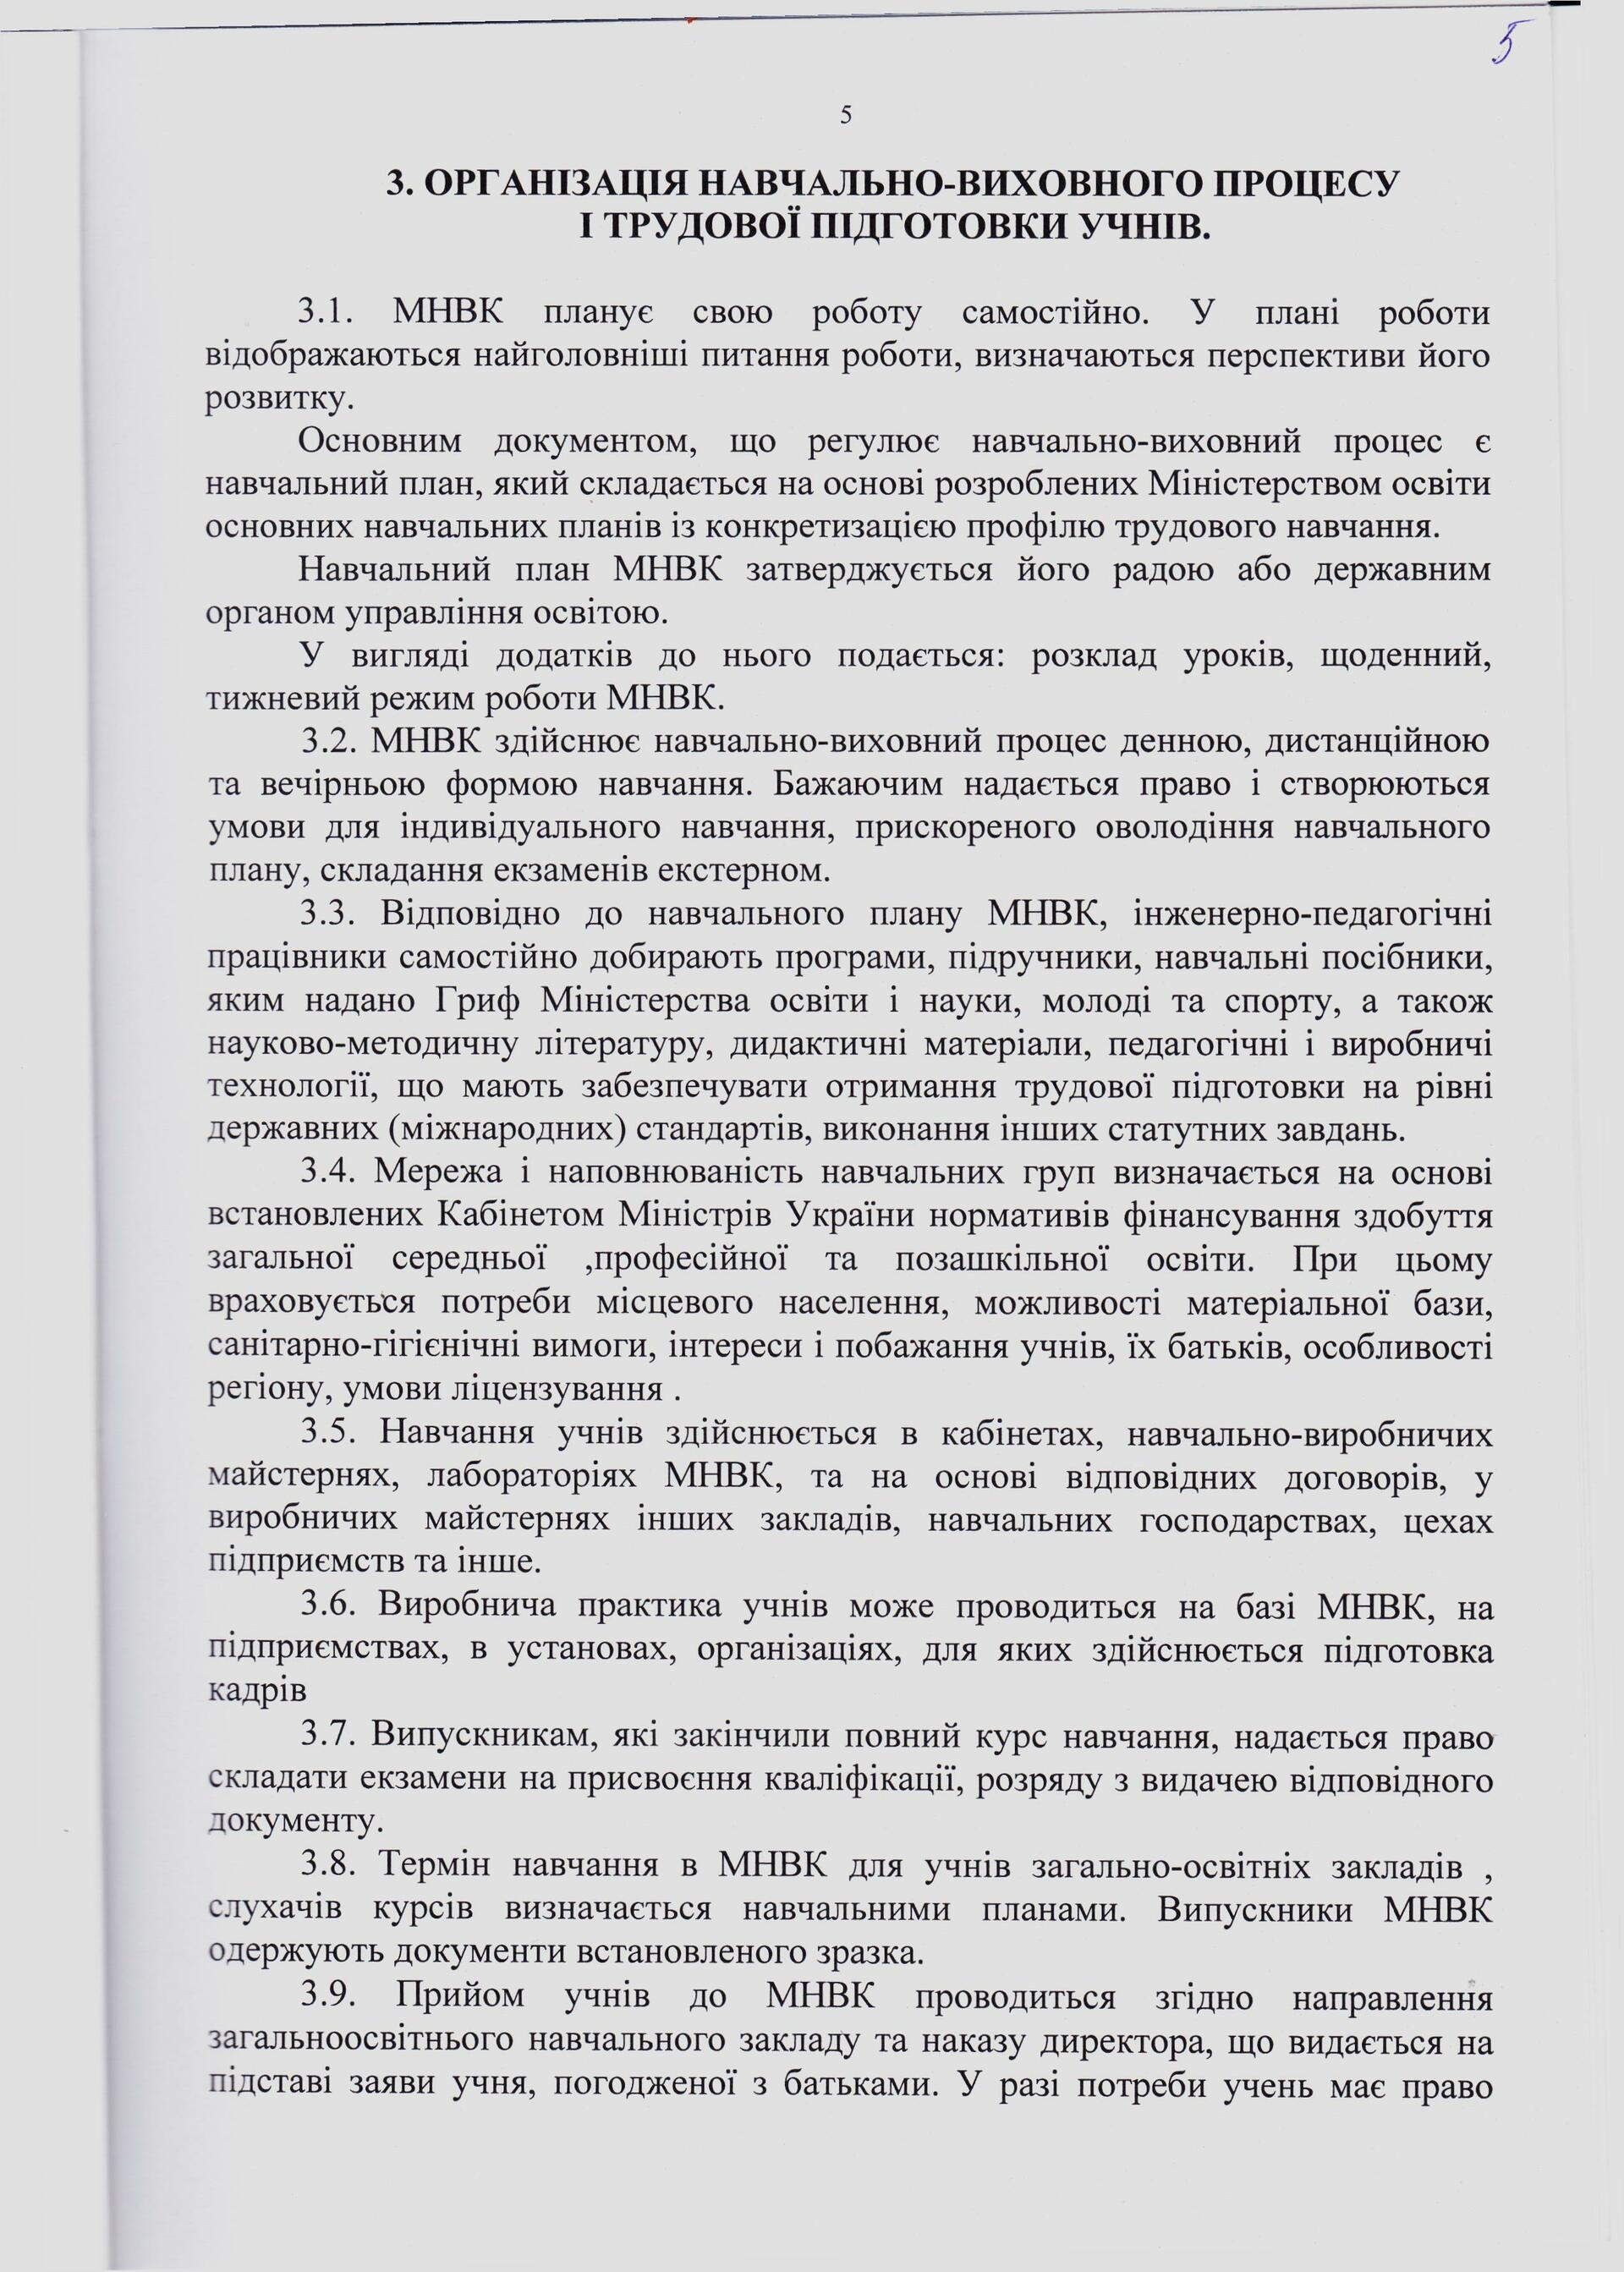 5
5
3. ОРГАНІЗАЦІЯ НАВЧАЛЬНО-ВИХОВНОГО ПРОЦЕСУ
І ТРУДОВОЇ ПІДГОТОВКИ УЧНІВ.
3.1. МНВК планує свою роботу самостійно. У плані роботи
відображаються найголовніші питання роботи, визначаються перспективи його
розвитку.
Основним документом, що регулює навчально-виховний процес є
навчальний план, який складається на основі розроблених Міністерством освіти
основних навчальних планів із конкретизацією профілю трудового навчання.
Навчальний план МНВК затверджується його радою або державним
органом управління освітою.
У вигляді додатків до нього подається: розклад уроків, щоденний,
тижневий режим роботи МНВК.
3.2. МНВК здійснює навчально-виховний процес денною, дистанційною
та вечірньою формою навчання. Бажаючим надається право і створюються
умови для індивідуального навчання, прискореного оволодіння навчального
плану, складання екзаменів екстерном.
3.3. Відповідно до навчального плану МНВК, інженерно-педагогічні
працівники самостійно добирають програми, підручники, навчальні посібники,
яким надано Гриф Міністерства освіти і науки, молоді та спорту, а також
науково-методичну літературу, дидактичні матеріали, педагогічні і виробничі
технології, що мають забезпечувати отримання трудової підготовки на рівні
державних (міжнародних) стандартів, виконання інших статутних завдань.
3.4. Мережа і наповнюваність навчальних груп визначається на основі
встановлених Кабінетом Міністрів України нормативів фінансування здобуття
загальної середньої ,професійної та позашкільної освіти. При цьому
враховується потреби місцевого населення, можливості матеріальної бази,
санітарно-гігієнічні вимоги, інтереси і побажання учнів, їх батьків, особливості
регіону, умови ліцензування .
3.5. Навчання учнів здійснюється в кабінетах, навчально-виробничих
майстернях, лабораторіях МНВК, та на основі відповідних договорів, у
виробничих майстернях інших закладів, навчальних господарствах, цехах
підприємств та інше.
3.6. Виробнича практика учнів може проводиться на базі МНВК, на
підприємствах, в установах, організаціях, для яких здійснюється підготовка
кадрів
3.7. Випускникам, які закінчили повний курс навчання, надається право
складати екзамени на присвоєння кваліфікації, розряду з видачею відповідного
документу.
3.8. Термін навчання в МНВК для учнів загально-освітніх закладів ,
слухачів курсів визначається навчальними планами. Випускники МНВК
одержують документи встановленого зразка.
3.9. Прийом учнів до МНВК проводиться згідно направлення
загальноосвітнього навчального закладу та наказу директора, що видається на
підставі заяви учня, погодженої з батьками. У разі потреби учень має право